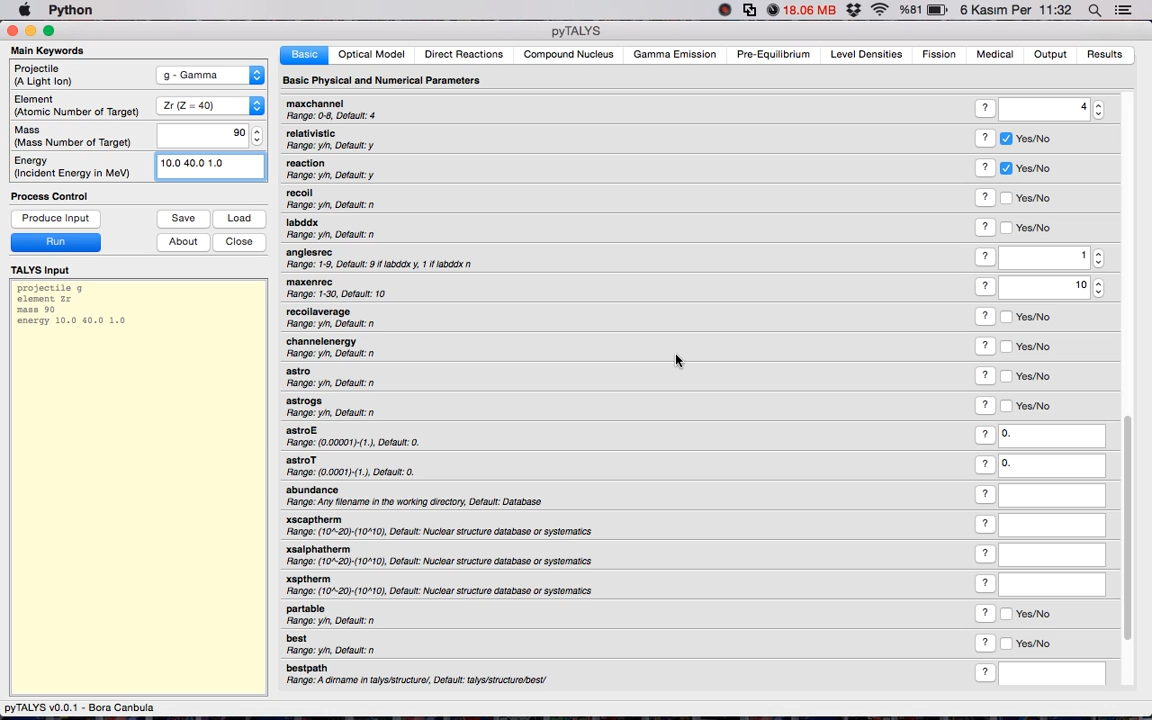 Python
18.06 MB
%81
6 Kasım Per 11:32
pyTALYS
Main Keywords
Projectile
(A Light Ion)
g - Gamma
Element
(Atomic Number of Target)
Zr (Z = 40)
Mass
(Mass Number of Target)
90
Energy
(Incident Energy in MeV)
10.0 40.0 1.0
Process Control
Produce Input
Save
Load
Run
About
Close
TALYS Input
projectile g
element Zr
mass 90
energy 10.0 40.0 1.0
Basic
Optical Model
Direct Reactions
Compound Nucleus
Gamma Emission
Pre-Equilibrium
Level Densities
Fission
Medical
Output
Results
Basic Physical and Numerical Parameters
maxchannel
Range: 0-8, Default: 4
? 4
relativistic
Range: y/n, Default: y
? Yes/No
reaction
Range: y/n, Default: y
? Yes/No
recoil
Range: y/n, Default: n
? Yes/No
labddx
Range: y/n, Default: n
? Yes/No
anglesrec
Range: 1-9, Default: 9 if labddx y, 1 if labddx n
? 1
maxenrec
Range: 1-30, Default: 10
? 10
recoilaverage
Range: y/n, Default: n
? Yes/No
channelenergy
Range: y/n, Default: n
? Yes/No
astro
Range: y/n, Default: n
? Yes/No
astrogs
Range: y/n, Default: n
? Yes/No
astroE
Range: (0.00001)-(1.), Default: 0.
? 0.
astroT
Range: (0.0001)-(1.), Default: 0.
? 0.
abundance
Range: Any filename in the working directory, Default: Database
?
xscaptherm
Range: (10^-20)-(10^10), Default: Nuclear structure database or systematics
?
xsalphatherm
Range: (10^-20)-(10^10), Default: Nuclear structure database or systematics
?
xsptherm
Range: (10^-20)-(10^10), Default: Nuclear structure database or systematics
?
partable
Range: y/n, Default: n
? Yes/No
best
Range: y/n, Default: n
? Yes/No
bestpath
Range: A dirname in talys/structure/, Default: talys/structure/best/
?
pyTALYS v0.0.1 - Bora Canbula